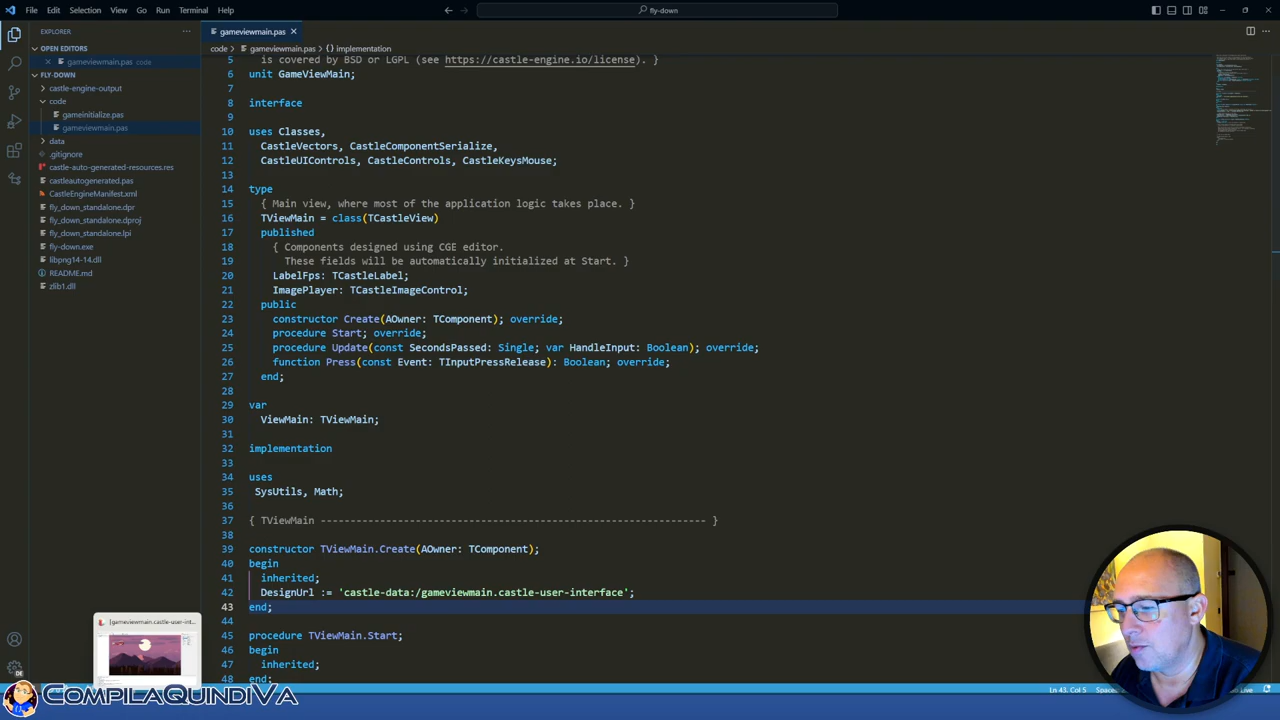 File Edit Selection View Go Run Terminal Help
fly-down
EXPLORER
OPEN EDITORS
gameviewmain.pas code
FLY-DOWN
castle-engine-output
code
gameinitialize.pas
gameviewmain.pas
data
.gitignore
castle-auto-generated-resources.res
castleautogenerated.pas
CastleEngineManifest.xml
fly_down_standalone.dpr
fly_down_standalone.dproj
fly_down_standalone.lpi
fly-down.exe
libpng14-14.dll
README.md
zlib1.dll
gameviewmain.pas
code > gameviewmain.pas > implementation
5 is covered by BSD or LGPL (see https://castle-engine.io/license). }
6 unit GameViewMain;
7
8 interface
9
10 uses Classes,
11 CastleVectors, CastleComponentSerialize,
12 CastleUIControls, CastleControls, CastleKeysMouse;
13
14 type
15 { Main view, where most of the application logic takes place. }
16 TViewMain = class(TCastleView)
17 published
18 { Components designed using CGE editor.
19 These fields will be automatically initialized at Start. }
20 LabelFps: TCastleLabel;
21 ImagePlayer: TCastleImageControl;
22 public
23 constructor Create(AOwner: TComponent); override;
24 procedure Start; override;
25 procedure Update(const SecondsPassed: Single; var HandleInput: Boolean); override;
26 function Press(const Event: TInputPressRelease): Boolean; override;
27 end;
28
29 var
30 ViewMain: TViewMain;
31
32 implementation
33
34 uses
35 SysUtils, Math;
36
37 { TViewMain ----------------------------------------------------------------- }
38
39 constructor TViewMain.Create(AOwner: TComponent);
40 begin
41 inherited;
42 DesignUrl := 'castle-data:/gameviewmain.castle-user-interface';
43 end;
44
45 procedure TViewMain.Start;
46 begin
47 inherited;
48 end;
[gameviewmain.castle-user-int...
DE
COMPILAQUINDIVA
Ln 43, Col 5
Live